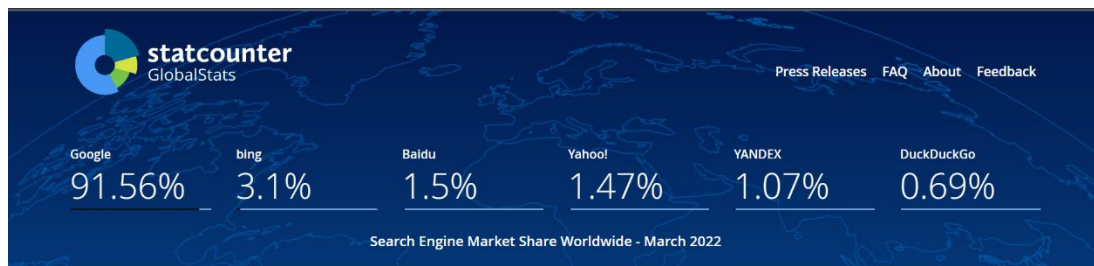 statcounter
GlobalStats
Press Releases FAQ About Feedback
Google bing Baidu Yahoo! YANDEX DuckDuckGo
91.56% 3.1% 1.5% 1.47% 1.07% 0.69%
Search Engine Market Share Worldwide - March 2022